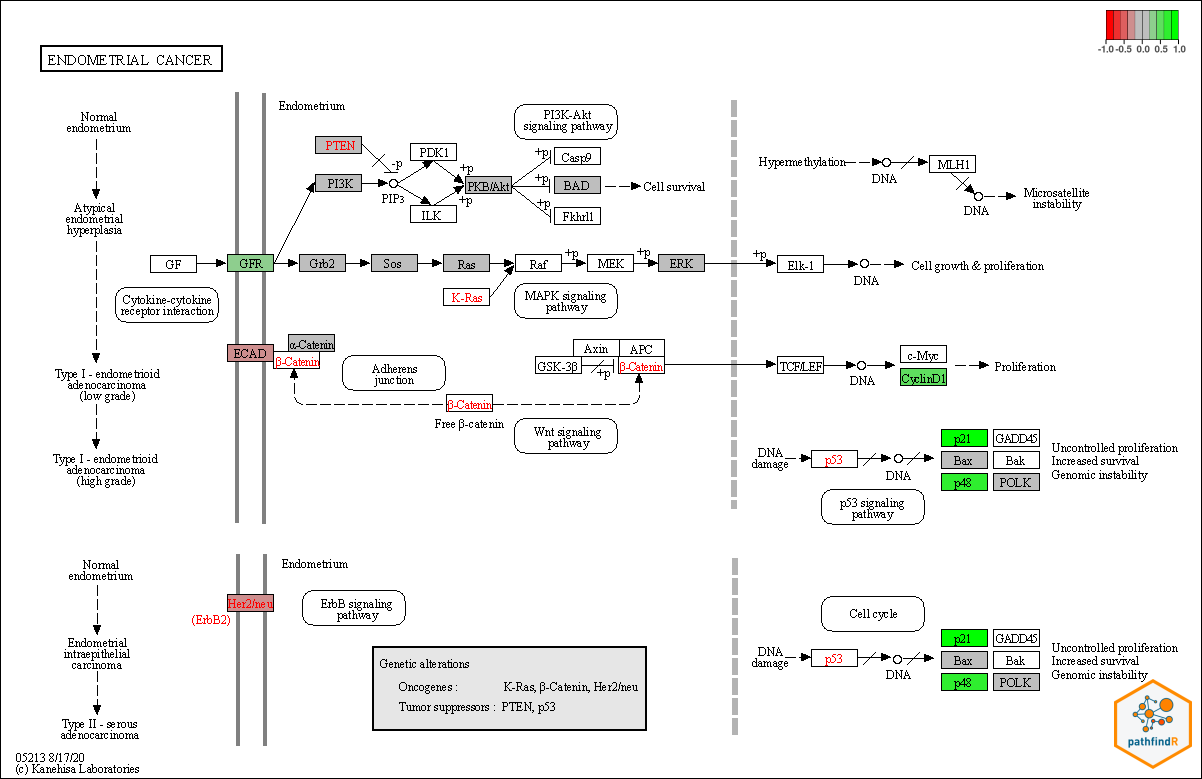 -1.0 -0.5 0.0 0.5 1.0
ENDOMETRIAL CANCER
Normal
endometrium
Atypical
endometrial
hyperplasia
Type I - endometrioid
adenocarcinoma
(low grade)
Type I - endometrioid
adenocarcinoma
(high grade)
Endometrium
PI3K-Akt
signaling pathway
PTEN
-p
PDK1
+p
+p
Casp9
PI3K
PIP3
PKB/Akt
+p
BAD
Cell survival
ILK
+p
+p
Fkhrl1
Hypermethylation
DNA
MLH1
DNA
Microsatellite
instability
GF
GFR
Grb2
Sos
Ras
Raf
+p
MEK
+p
ERK
+p
Elk-1
DNA
Cell growth & proliferation
K-Ras
Cytokine-cytokine
receptor interaction
MAPK signaling
pathway
ECAD
α-Catenin
β-Catenin
Adherens
junction
Axin
APC
GSK-3β
+p
β-Catenin
TCF/LEF
DNA
c-Myc
CyclinD1
Proliferation
β-Catenin
Free β-catenin
Wnt signaling
pathway
DNA
damage
p53
DNA
p21
GADD45
Bax
Bak
p48
POLK
Uncontrolled proliferation
Increased survival
Genomic instability
p53 signaling
pathway
Normal
endometrium
Endometrial
intraepithelial
carcinoma
Type II - serous
adenocarcinoma
Endometrium
Her2/neu
(ErbB2)
ErbB signaling
pathway
Cell cycle
DNA
damage
p53
DNA
p21
GADD45
Bax
Bak
p48
POLK
Uncontrolled proliferation
Increased survival
Genomic instability
Genetic alterations
Oncogenes : K-Ras, β-Catenin, Her2/neu
Tumor suppressors : PTEN, p53
pathfindR
05213 8/17/20
(c) Kanehisa Laboratories